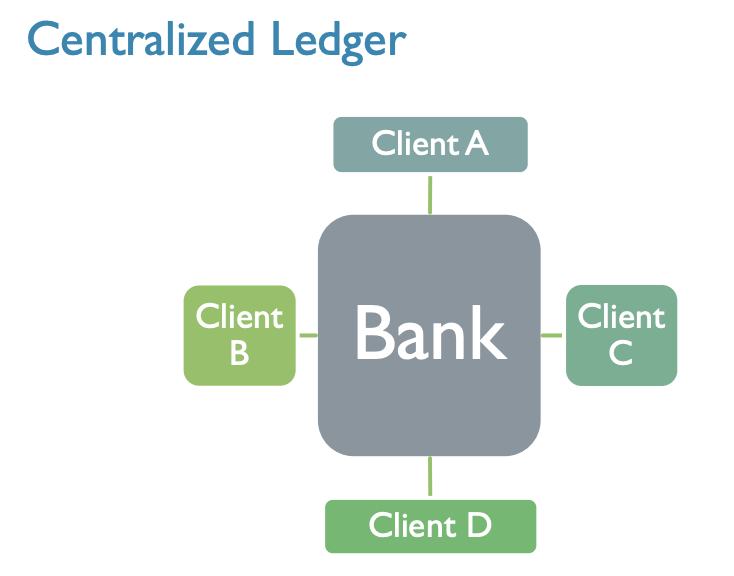 Centralized Ledger
Client A
Client
B
Bank
Client
C
Client D